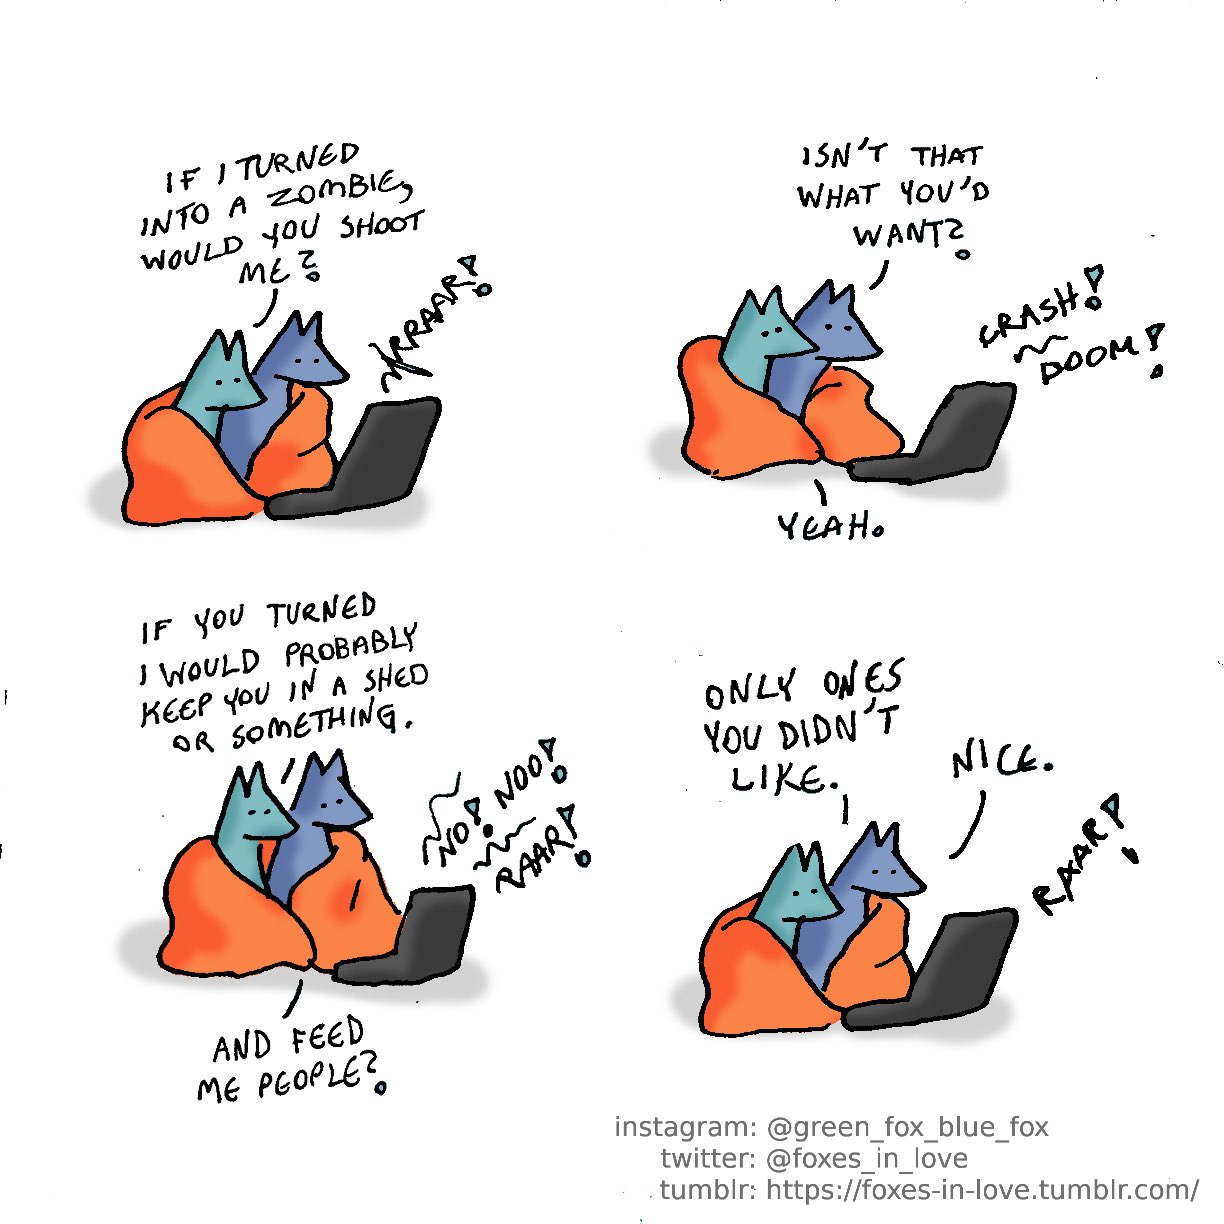 IF I TURNED
INTO A ZOMBIE,
WOULD YOU SHOOT
ME?
RRAAR!
ISN'T THAT
WHAT YOU'D
WANT?
CRASH!
DOOM!
YEAH.
IF YOU TURNED
I WOULD PROBABLY
KEEP YOU IN A SHED
OR SOMETHING.
NO! NOO!
RAAR!
AND FEED
ME PEOPLE?
ONLY ONES
YOU DIDN'T
LIKE.
NICE.
RAAAR!
instagram: @green_fox_blue_fox
twitter: @foxes_in_love
tumblr: https://foxes-in-love.tumblr.com/